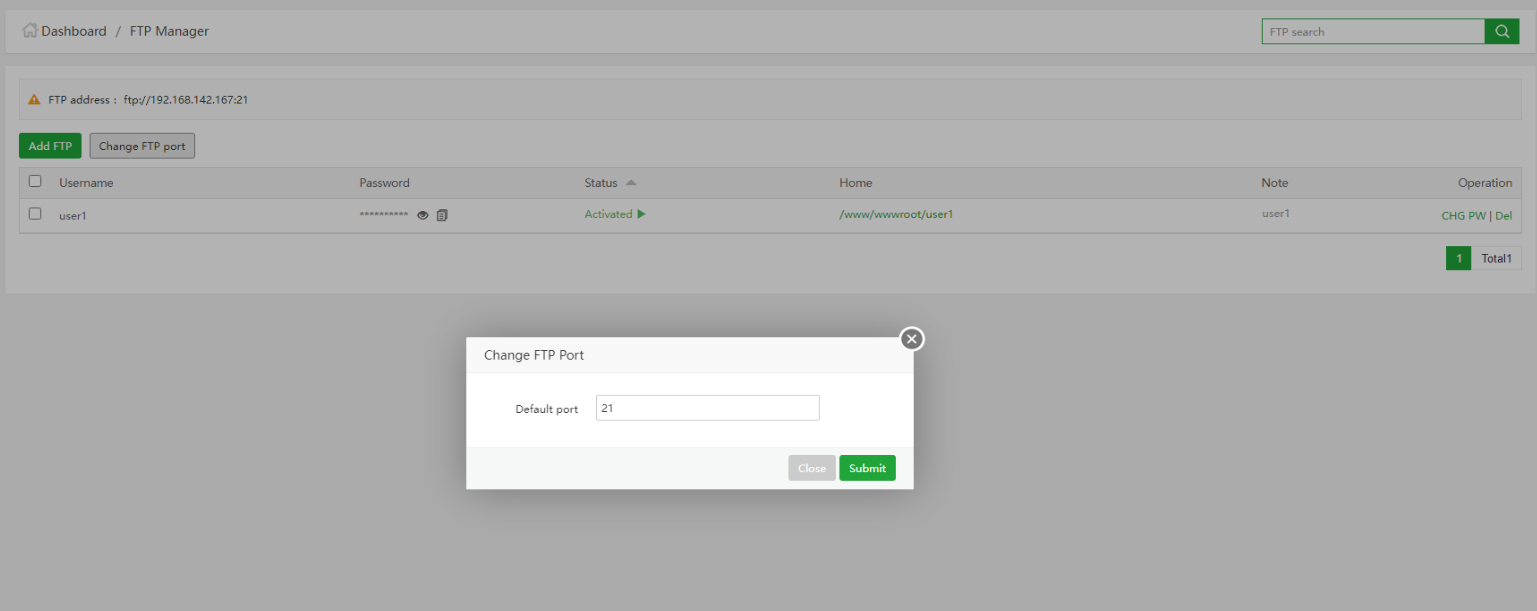 Dashboard / FTP Manager
FTP search
FTP address : ftp://192.168.142.167:21
Add FTP Change FTP port
Username Password Status Home Note Operation
user1 ********** Activated /www/wwwroot/user1 user1 CHG PW | Del
1 Total1
Change FTP Port
Default port 21
Close Submit